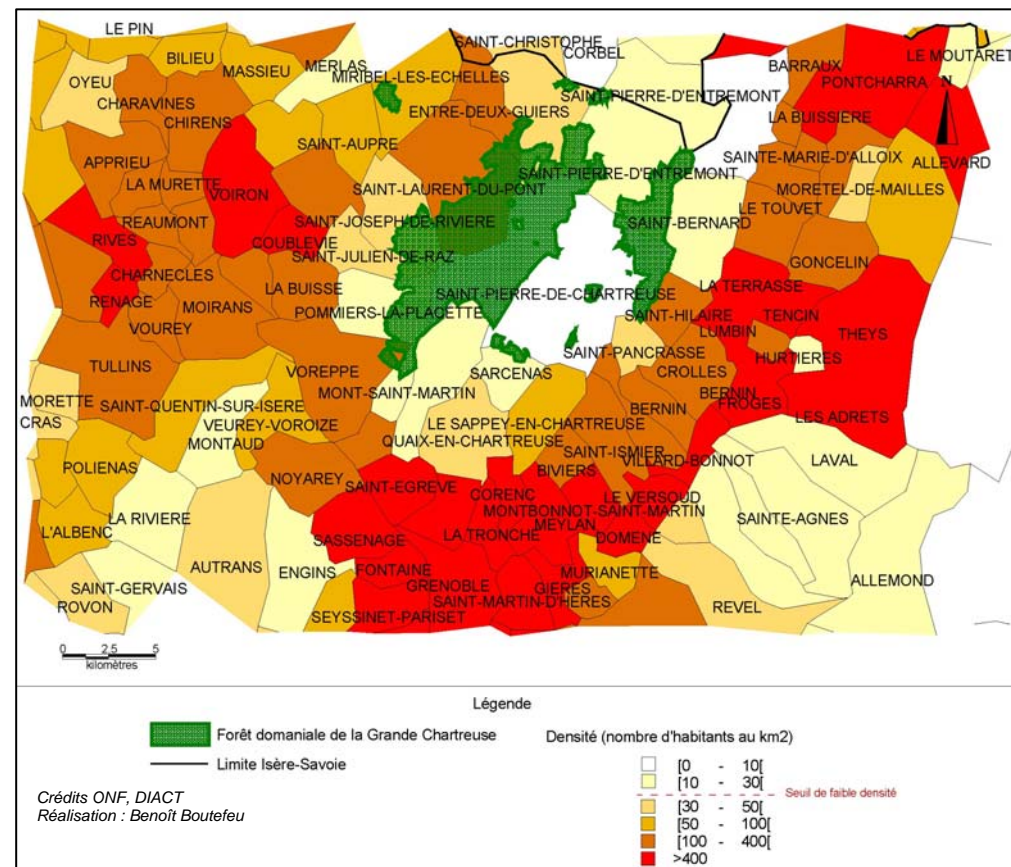 LE PIN
SAINT-CHRISTOPHE
BILIEU
CORBEL
LE MOUTARET
OYEU
MASSIEU
MERLAS
BARRAUX
MIRIBEL-LES-ECHELLES
PONTCHARRA
CHARAVINES
SAINT-PIERRE-D'ENTREMONT
ENTRE-DEUX-GUIERS
N
CHIRENS
LA BUISSIERE
SAINT-AUPRE
APPRIEU
SAINTE-MARIE-D'ALLOIX
ALLEVARD
SAINT-PIERRE-D'ENTREMONT
LA MURETTE
VOIRON
SAINT-LAURENT-DU-PONT
MORETEL-DE-MAILLES
LE TOUVET
REAUMONT
SAINT-JOSEPH-DE-RIVIERE
SAINT-BERNARD
RIVES
COUBLEVIE
SAINT-JULIEN-DE-RAZ
GONCELIN
CHARNECLES
LA BUISSE
LA TERRASSE
RENAGE
MOIRANS
SAINT-PIERRE-DE-CHARTREUSE
POMMIERS-LA-PLACETTE
SAINT-HILAIRE
TENCIN
VOUREY
LUMBIN
THEYS
TULLINS
VOREPPE
SAINT-PANCRASSE
HURTIERES
SARCENAS
CROLLES
MORETTE
MONT-SAINT-MARTIN
BERNIN
SAINT-QUENTIN-SUR-ISERE
BERNIN
FROGES
CRAS
VEUREY-VOROIZE
LE SAPPEY-EN-CHARTREUSE
LES ADRETS
MONTAUD
QUAIX-EN-CHARTREUSE
SAINT-ISMIER
POLIENAS
VILLARD-BONNOT
LAVAL
NOYAREY
BIVIERS
SAINT-EGREVE
CORENC
LE VERSOUD
L'ALBENC
LA RIVIERE
MONTBONNOT-SAINT-MARTIN
SAINTE-AGNES
SASSENAGE
LA TRONCHE
MEYLAN
DOMENE
AUTRANS
ENGINS
FONTAINE
MURIANETTE
ALLEMOND
SAINT-GERVAIS
GRENOBLE
GIERES
ROVON
SAINT-MARTIN-D'HERES
REVEL
SEYSSINET-PARISET
0 2,5 5
kilomètres
Légende
Forêt domaniale de la Grande Chartreuse
Limite Isère-Savoie
Densité (nombre d'habitants au km2)
[0 - 10[
[10 - 30[
Seuil de faible densité
[30 - 50[
[50 - 100[
[100 - 400[
>400
Crédits ONF, DIACT
Réalisation : Benoît Boutefeu